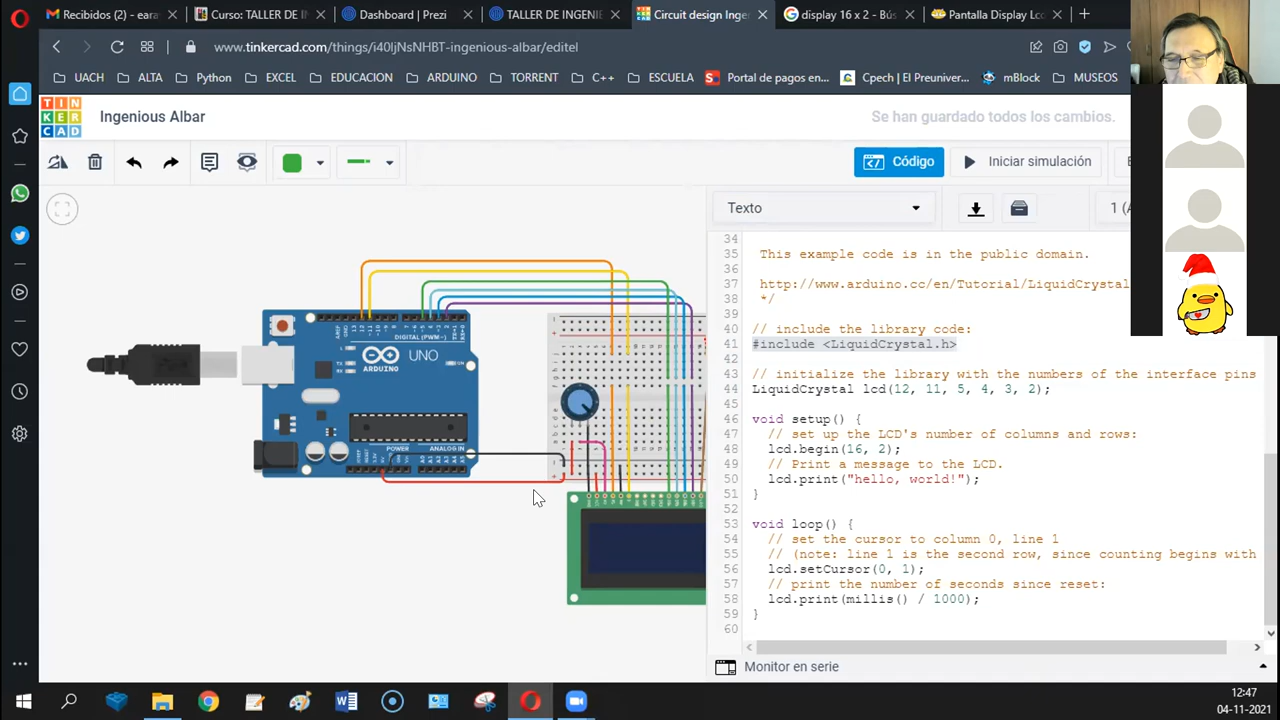 Recibidos (2) - eara
Curso: TALLER DE IN
Dashboard | Prezi
TALLER DE INGENIE
Circuit design Inge
display 16 x 2 - Bús
Pantalla Display Lc
www.tinkercad.com/things/i40ljNsNHBT-ingenious-albar/editel
UACH
ALTA
Python
EXCEL
EDUCACION
ARDUINO
TORRENT
C++
ESCUELA
Portal de pagos en...
Cpech | El Preuniver...
mBlock
MUSEOS
TIN
KER
CAD
Ingenious Albar
Se han guardado todos los cambios.
Código
Iniciar simulación
Texto
1 (A
34
35 This example code is in the public domain.
36
37 http://www.arduino.cc/en/Tutorial/LiquidCrystal
38 */
39
40 // include the library code:
41 #include <LiquidCrystal.h>
42
43 // initialize the library with the numbers of the interface pins
44 LiquidCrystal lcd(12, 11, 5, 4, 3, 2);
45
46 void setup() {
47 // set up the LCD's number of columns and rows:
48 lcd.begin(16, 2);
49 // Print a message to the LCD.
50 lcd.print("hello, world!");
51 }
52
53 void loop() {
54 // set the cursor to column 0, line 1
55 // (note: line 1 is the second row, since counting begins with
56 lcd.setCursor(0, 1);
57 // print the number of seconds since reset:
58 lcd.print(millis() / 1000);
59 }
60
DIGITAL (PWM~)
UNO
ARDUINO
POWER
ANALOG IN
Monitor en serie
12:47
04-11-2021